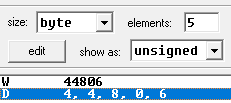 size: byte elements: 5
edit show as: unsigned
W 44806
D 4, 4, 8, 0, 6